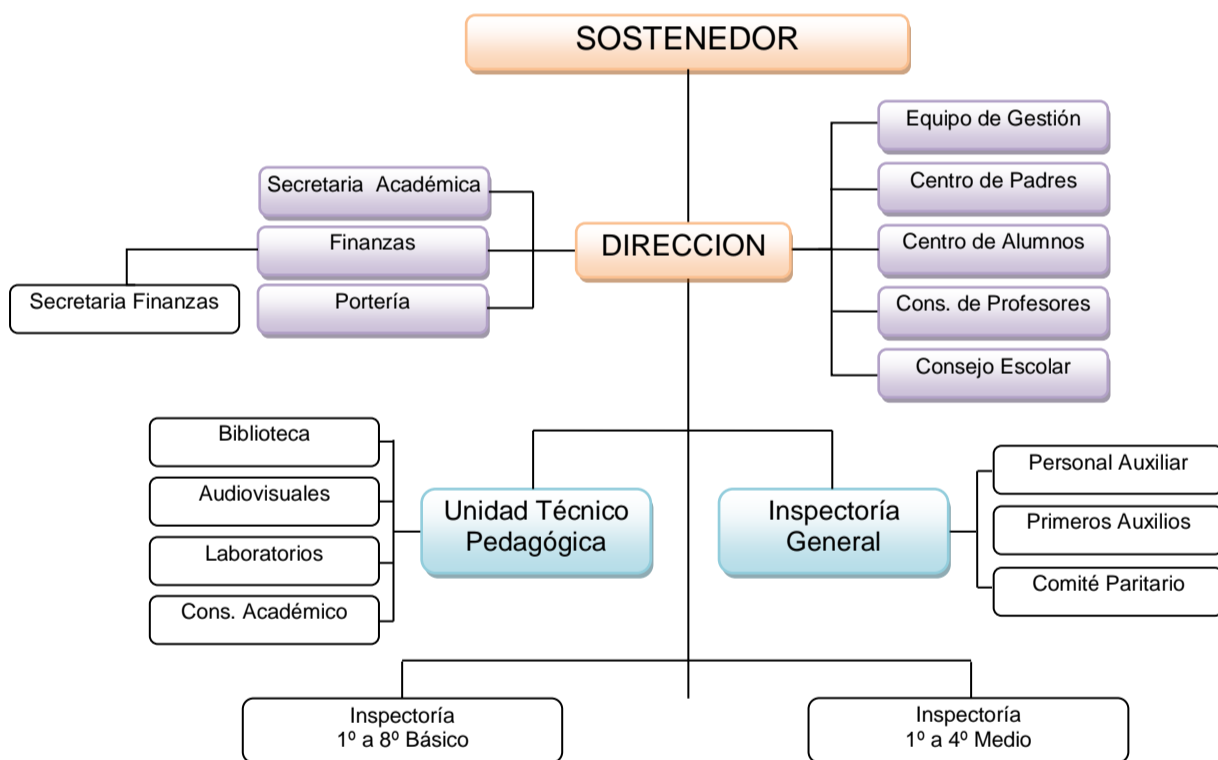 SOSTENEDOR
Equipo de Gestión
Secretaria Académica
Centro de Padres
Finanzas
DIRECCION
Centro de Alumnos
Secretaria Finanzas
Portería
Cons. de Profesores
Consejo Escolar
Biblioteca
Audiovisuales
Laboratorios
Cons. Académico
Unidad Técnico
Pedagógica
Inspectoría
General
Personal Auxiliar
Primeros Auxilios
Comité Paritario
Inspectoría
1º a 8º Básico
Inspectoría
1º a 4º Medio